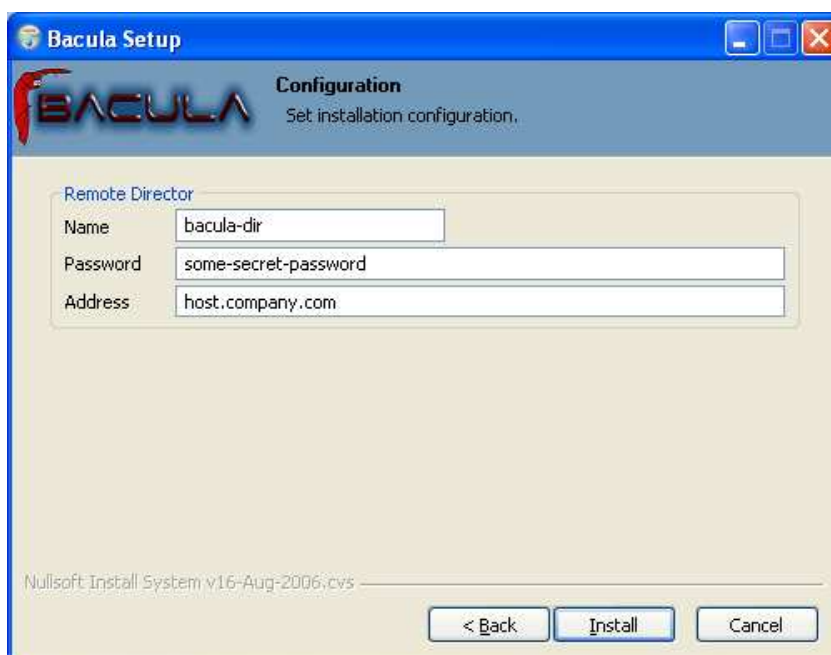 Bacula Setup
BACULA
Configuration
Set installation configuration.
Remote Director
Name bacula-dir
Password some-secret-password
Address host.company.com
Nullsoft Install System v16-Aug-2006.cvs
< Back Install Cancel